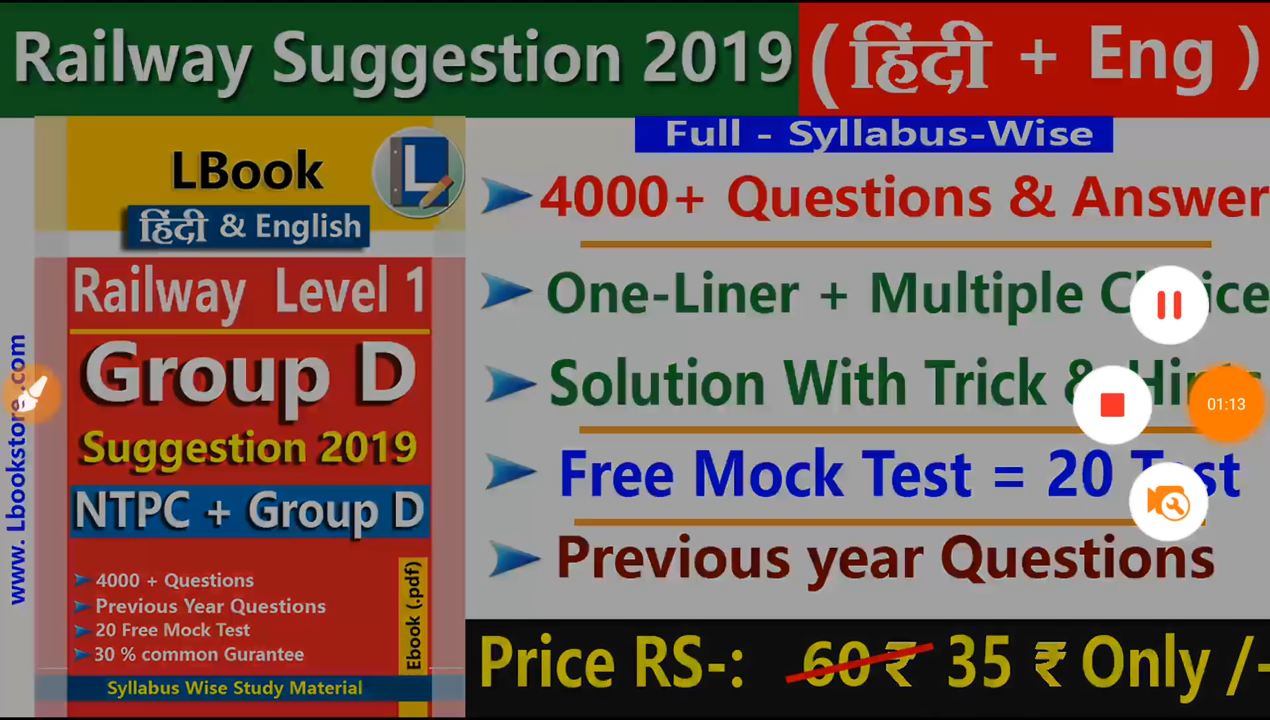 Railway Suggestion 2019 ( हिंदी + Eng )
LBook
L
हिंदी & English
Railway Level 1
Group D
Suggestion 2019
NTPC + Group D
4000 + Questions
Previous Year Questions
20 Free Mock Test
30 % common Gurantee
Ebook (.pdf)
Syllabus Wise Study Material
www. Lbookstore .com
Full - Syllabus-Wise
4000+ Questions & Answer
One-Liner + Multiple
Solution With Trick &
Free Mock Test = 20
01:13
Previous year Questions
Price RS-: 60 ₹ 35 ₹ Only /-